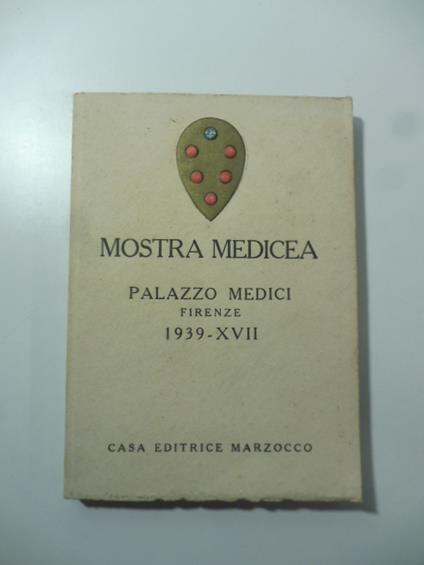 MOSTRA MEDICEA
PALAZZO MEDICI
FIRENZE
1939-XVII
CASA EDITRICE MARZOCCO